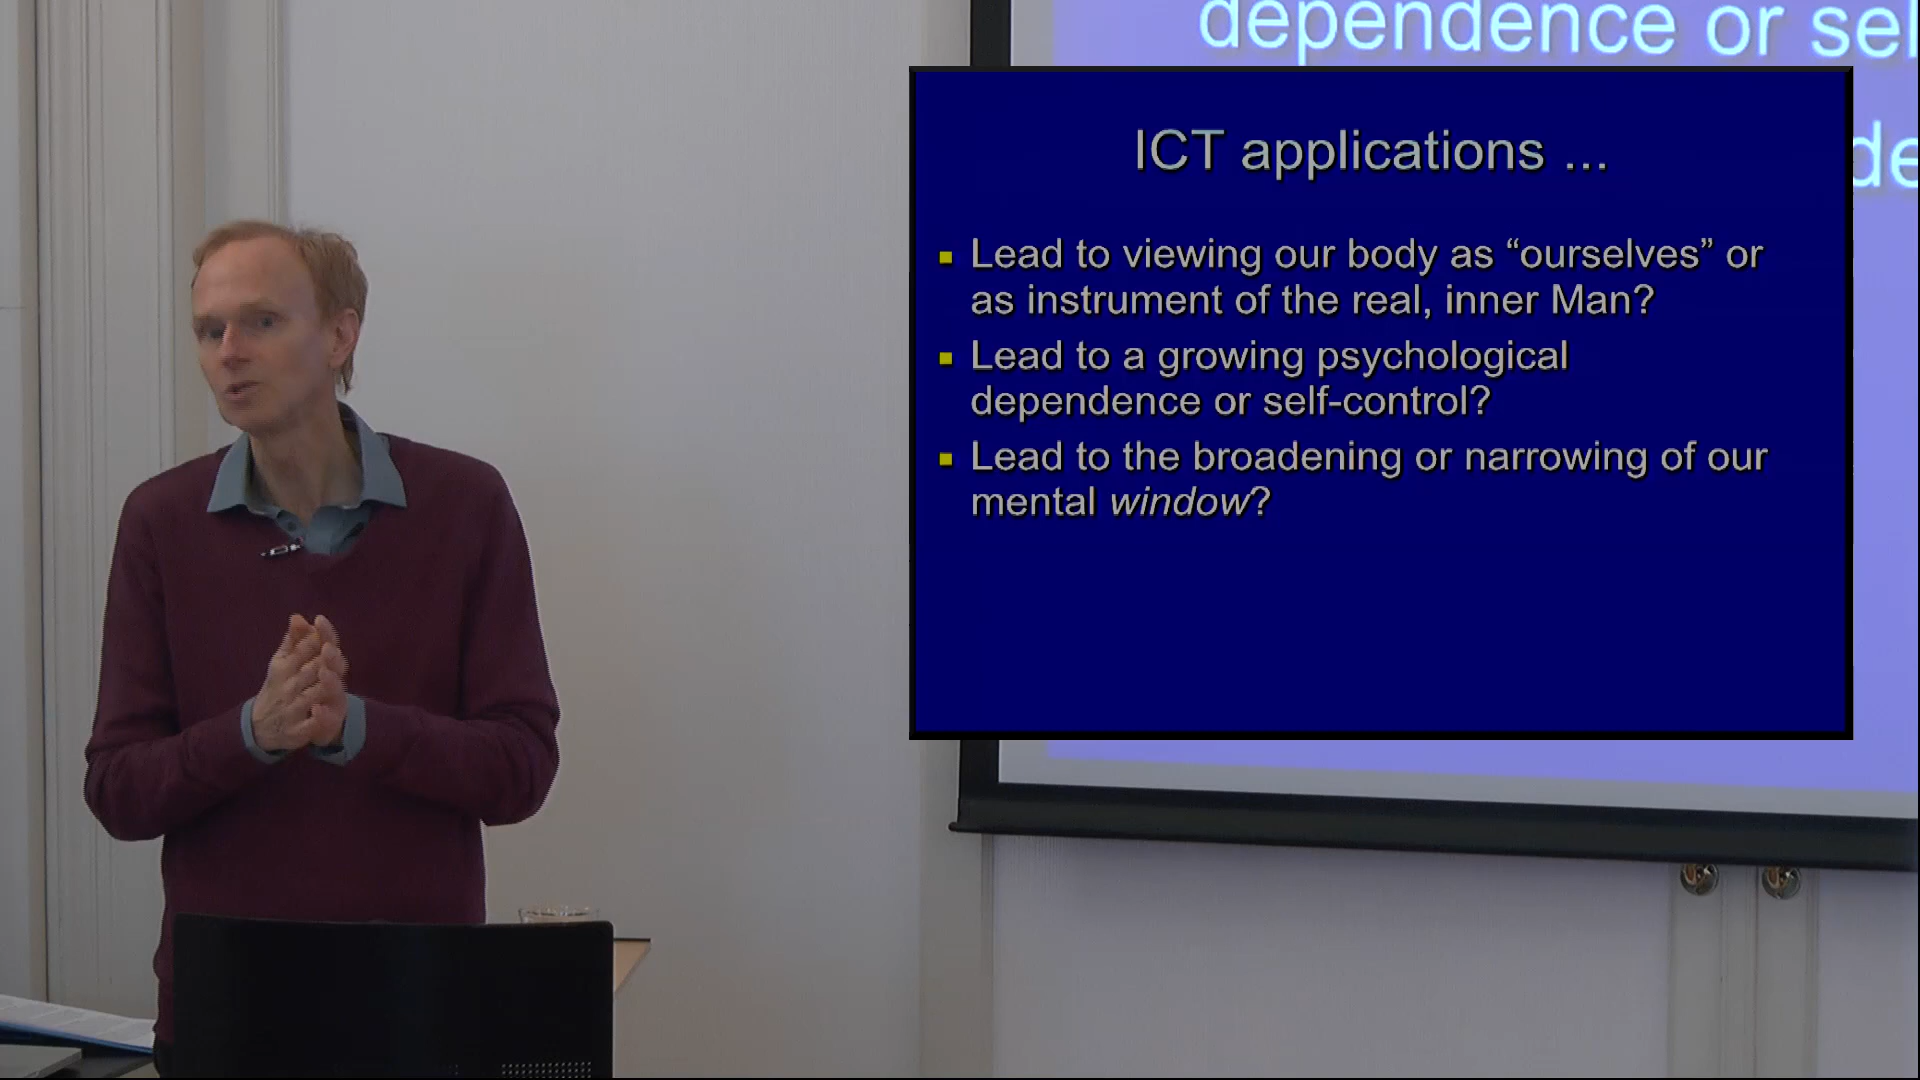 dependence or sel
de
ICT applications ...
Lead to viewing our body as “ourselves” or
as instrument of the real, inner Man?
Lead to a growing psychological
dependence or self-control?
Lead to the broadening or narrowing of our
mental window?